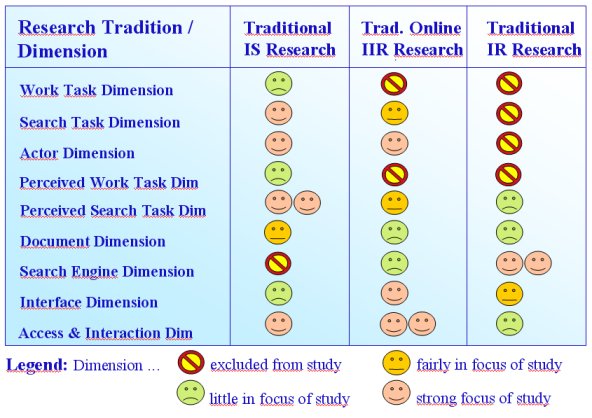 Research Tradition / Traditional Trad. Online Traditional
Dimension IS Research IIR Research IR Research
Work Task Dimension
Search Task Dimension
Actor Dimension
Perceived Work Task Dim
Perceived Search Task Dim
Document Dimension
Search Engine Dimension
Interface Dimension
Access & Interaction Dim
Legend: Dimension ... excluded from study fairly in focus of study
little in focus of study strong focus of study